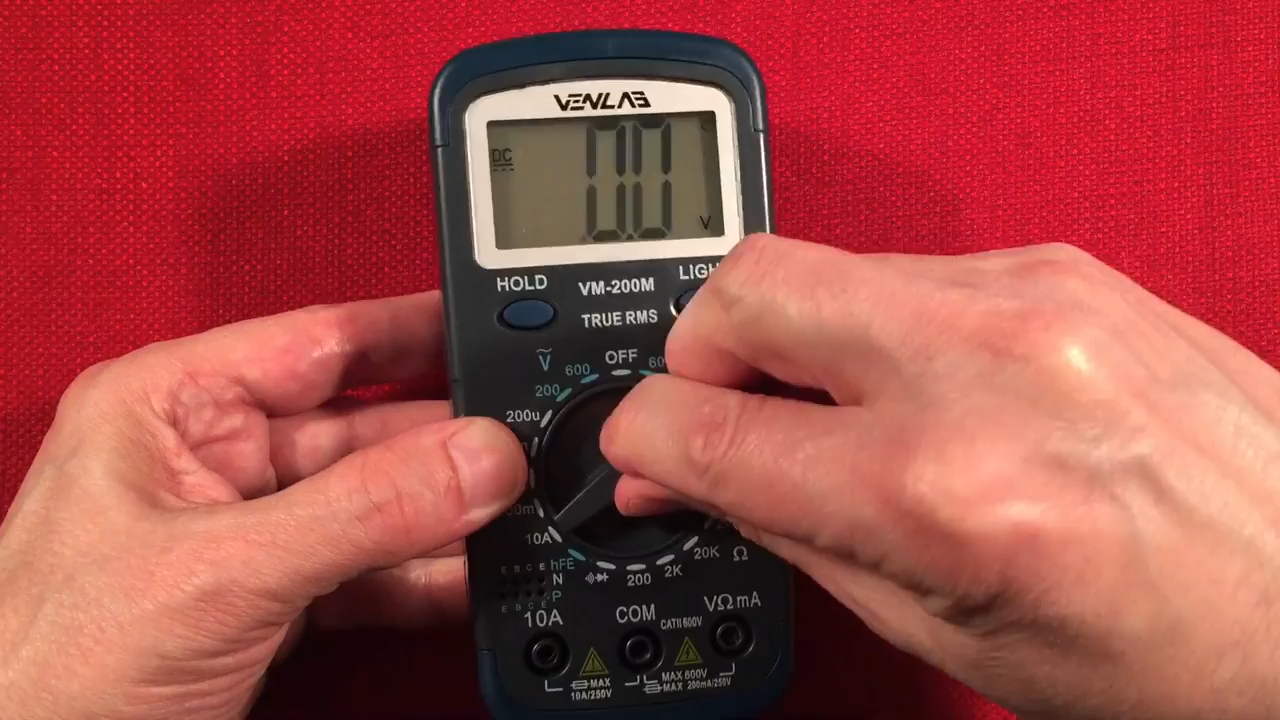 VENLAB
DC
0.0
V
HOLD
VM-200M
TRUE RMS
OFF
V
600
200
200u
10A
hFE
E B C E
N
P
E B C E
200
2K
20K
Ω
10A
COM
VΩmA
CATII 600V
MAX
10A/250V
MAX 600V
MAX 200mA/250V